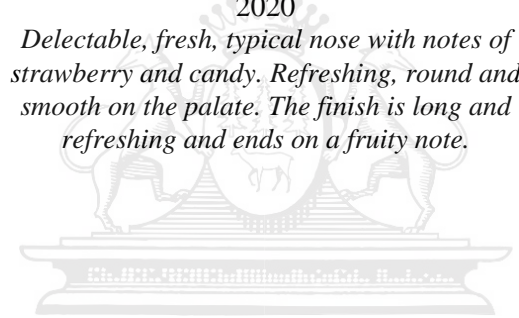 2020
Delectable, fresh, typical nose with notes of
strawberry and candy. Refreshing, round and
smooth on the palate. The finish is long and
refreshing and ends on a fruity note.